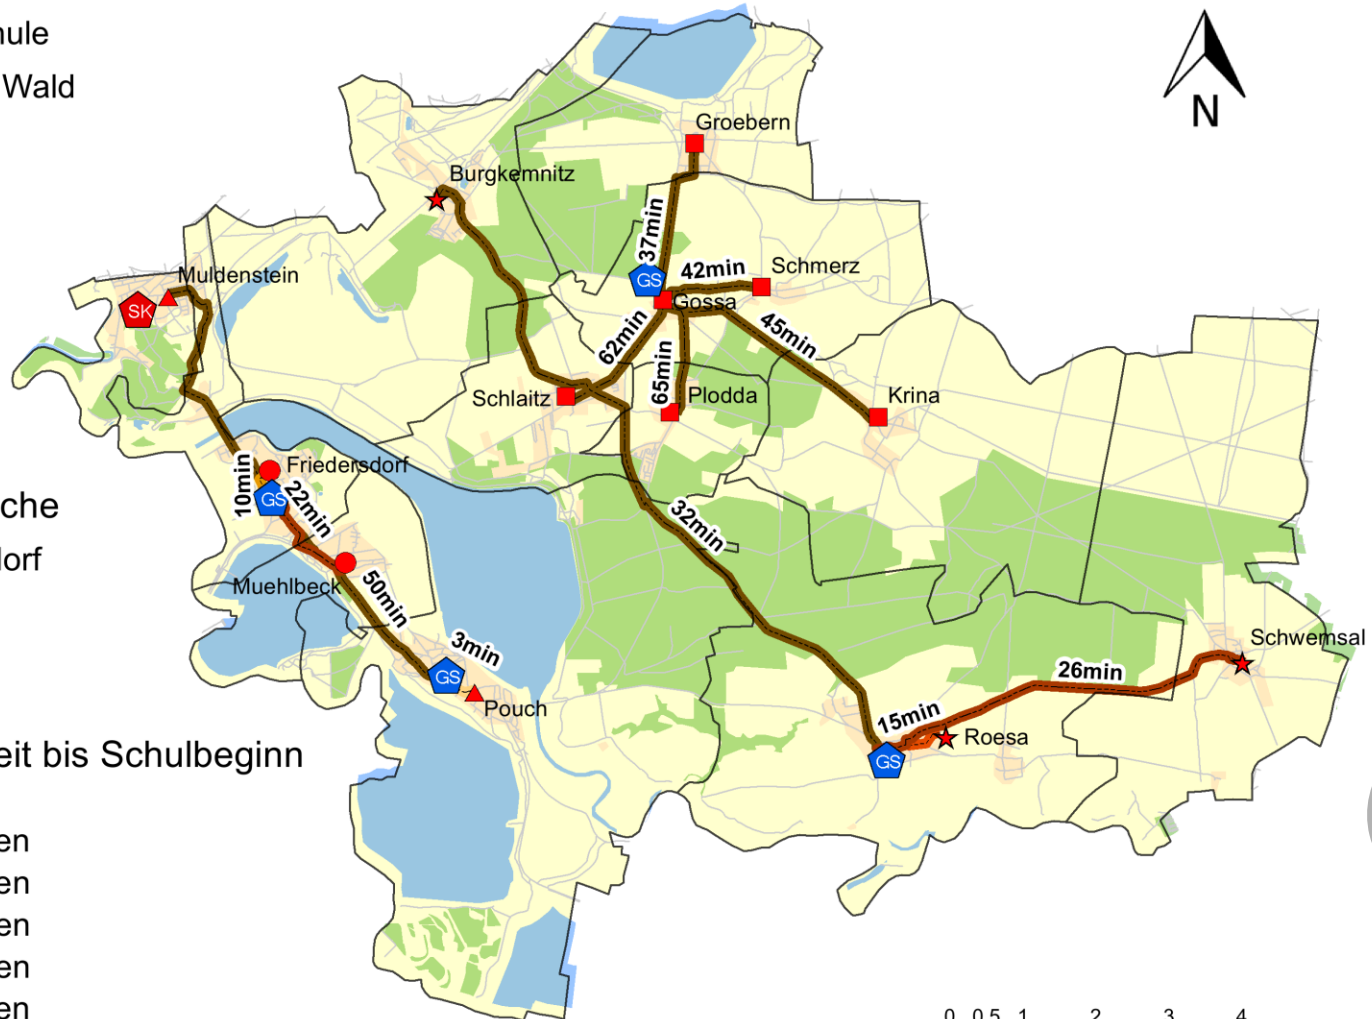 nule
Wald
N
Groebern
Burgkemnitz
37min
Muldenstein
GS
42min
Schmerz
SK
Gossa
62min
45min
65min
Schlaitz
Plodda
Krina
Friedersdorf
10min
GS
22min
che
32min
lorf
Muehlbeck
50min
3min
Schwemsal
GS
26min
Pouch
15min
Roesa
eit bis Schulbeginn
GS
en
en
en
en
en
0 0.5 1 2 3 4